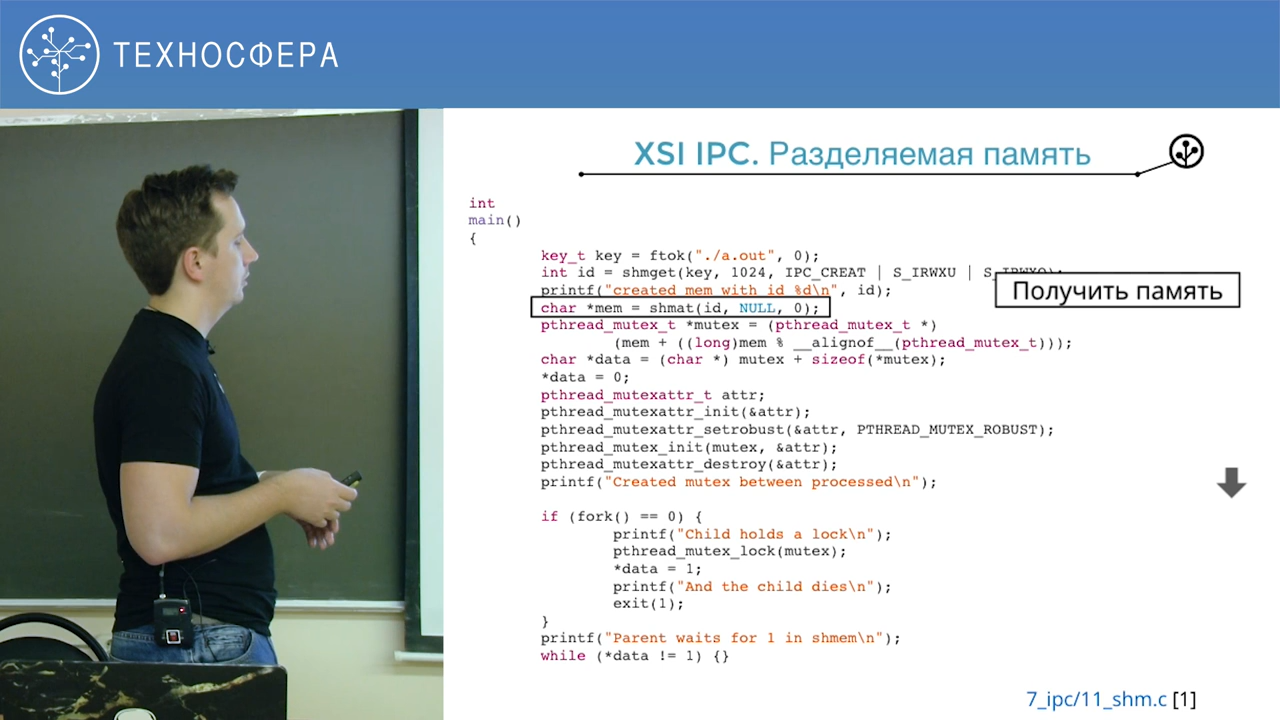 ТЕХНОСФЕРА
XSI IPC. Разделяемая память
int
main()
{
key_t key = ftok("./a.out", 0);
int id = shmget(key, 1024, IPC_CREAT | S_IRWXU | S_IRWXO);
printf("created mem with id %d\n", id);
Получить память
char *mem = shmat(id, NULL, 0);
pthread_mutex_t *mutex = (pthread_mutex_t *)
(mem + ((long)mem % __alignof__(pthread_mutex_t)));
char *data = (char *) mutex + sizeof(*mutex);
*data = 0;
pthread_mutexattr_t attr;
pthread_mutexattr_init(&attr);
pthread_mutexattr_setrobust(&attr, PTHREAD_MUTEX_ROBUST);
pthread_mutex_init(mutex, &attr);
pthread_mutexattr_destroy(&attr);
printf("Created mutex between processed\n");
if (fork() == 0) {
printf("Child holds a lock\n");
pthread_mutex_lock(mutex);
*data = 1;
printf("And the child dies\n");
exit(1);
}
printf("Parent waits for 1 in shmem\n");
while (*data != 1) {}
7_ipc/11_shm.c [1]